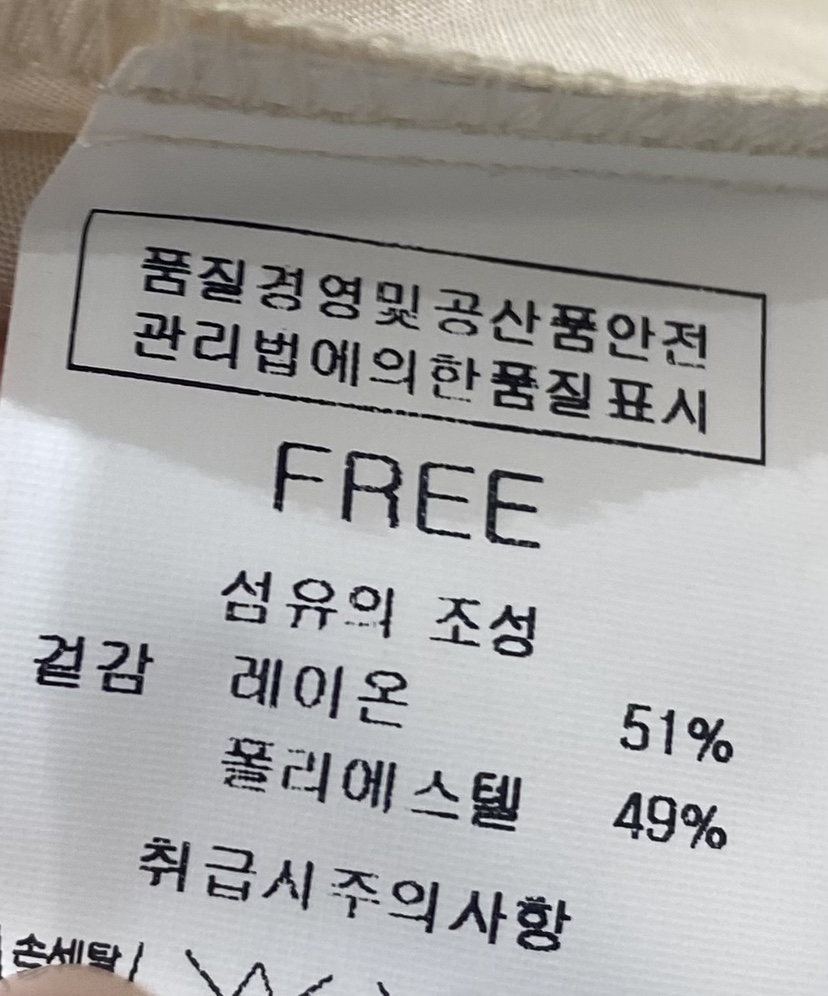 품질경영및공산품안전
관리법에의한품질표시
FREE
섬유의 조성
겉감 레이온 51%
폴리에스텔 49%
취급시주의사항
손세탁